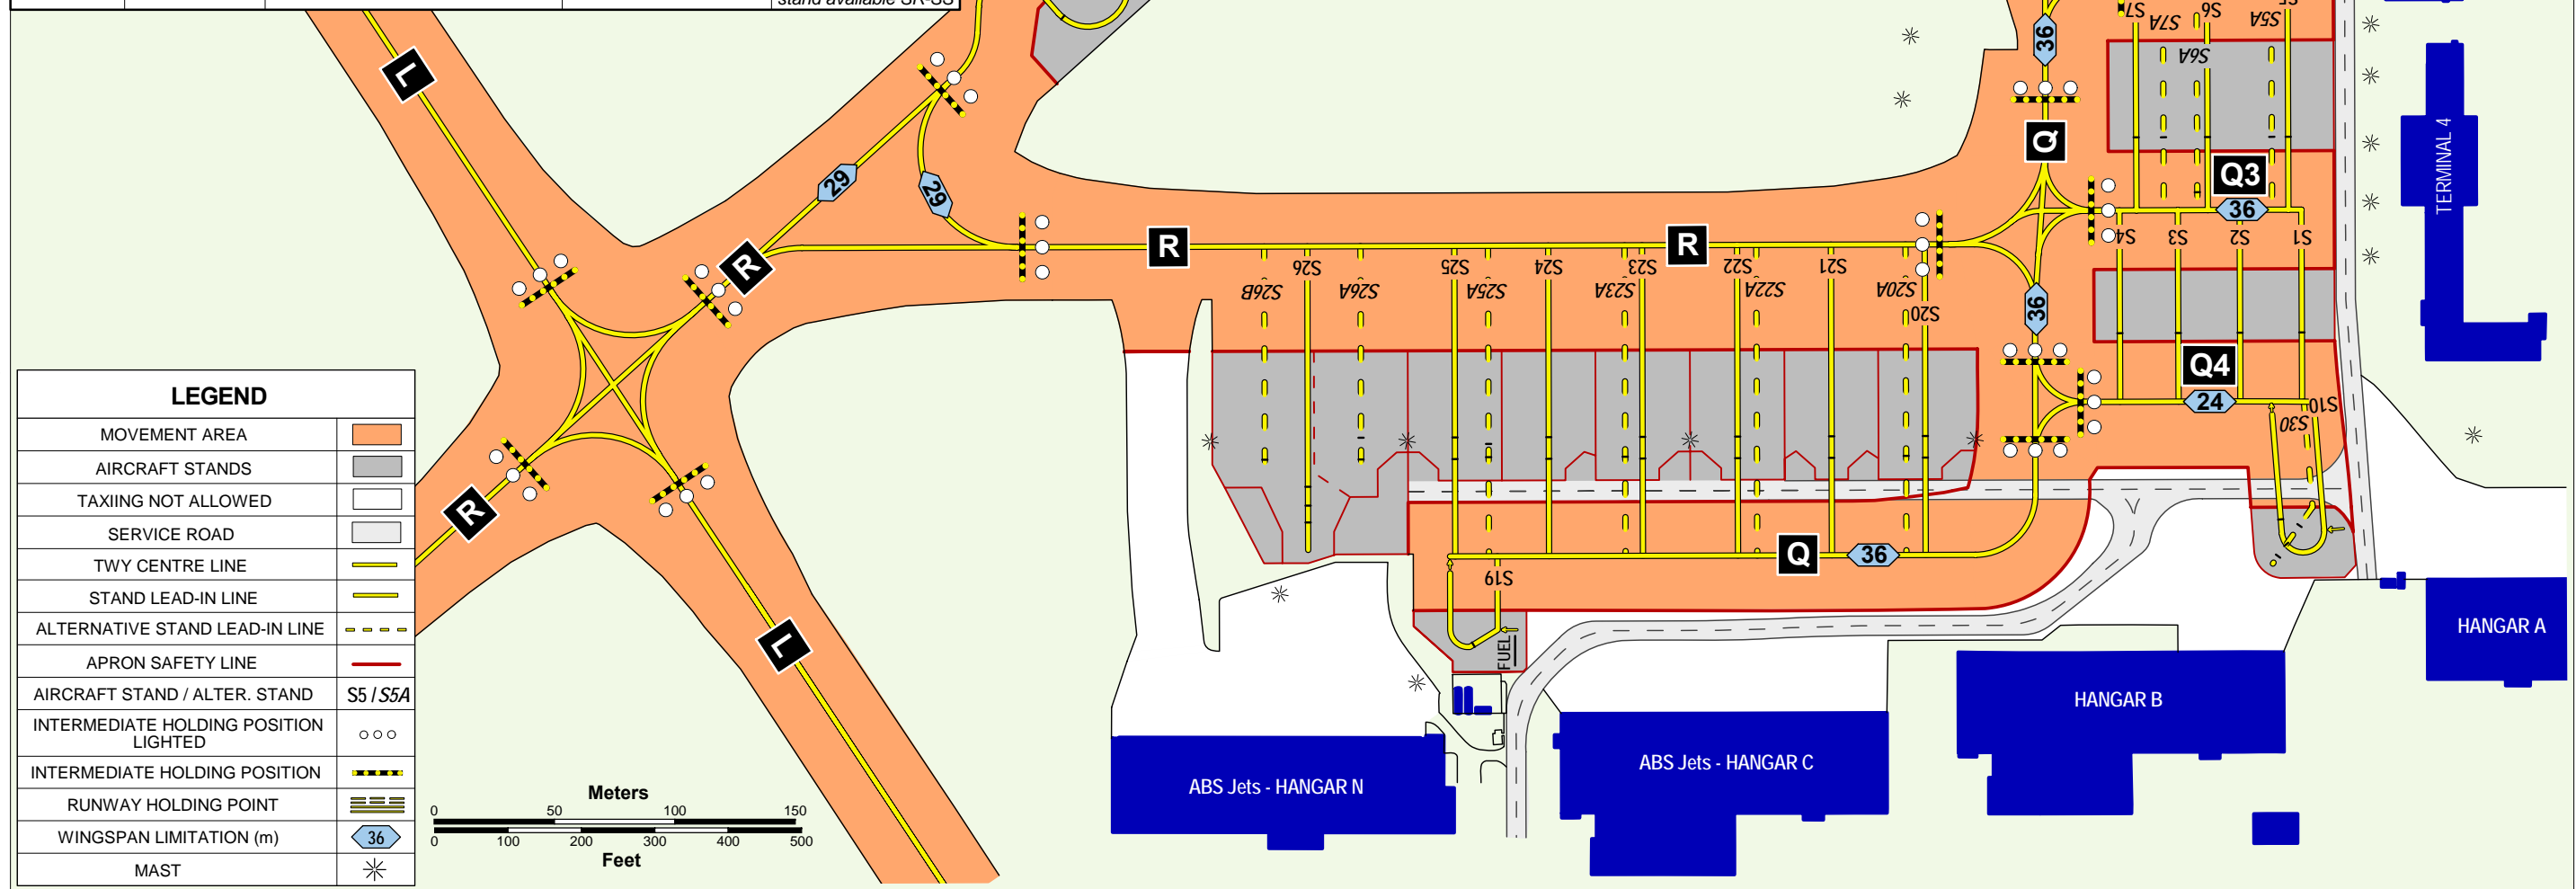 stand available SR-SS
L
36
S7
S7A
S6
S6A
S5A
Q
Q3
36
TERMINAL 4
29
29
R
R
R
S26B
S26
S26A
S25
S25A
S24
S23A
S23
S22
S22A
S21
S20A
S20
36
S4
S3
S2
S1
Q4
24
S10
S30
R
Q
36
S19
FUEL
L
HANGAR A
HANGAR B
ABS Jets - HANGAR C
ABS Jets - HANGAR N
LEGEND
MOVEMENT AREA
AIRCRAFT STANDS
TAXIING NOT ALLOWED
SERVICE ROAD
TWY CENTRE LINE
STAND LEAD-IN LINE
ALTERNATIVE STAND LEAD-IN LINE
APRON SAFETY LINE
AIRCRAFT STAND / ALTER. STAND S5 / S5A
INTERMEDIATE HOLDING POSITION
LIGHTED
INTERMEDIATE HOLDING POSITION
RUNWAY HOLDING POINT
WINGSPAN LIMITATION (m) 36
MAST
Meters
0 50 100 150
0 100 200 300 400 500
Feet